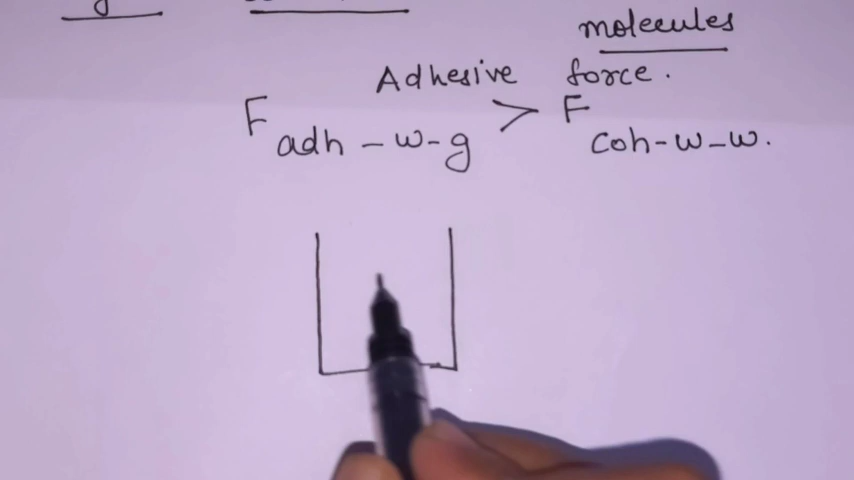 molecules
Adhesive force.
F adh - w - g > F coh - w - w.